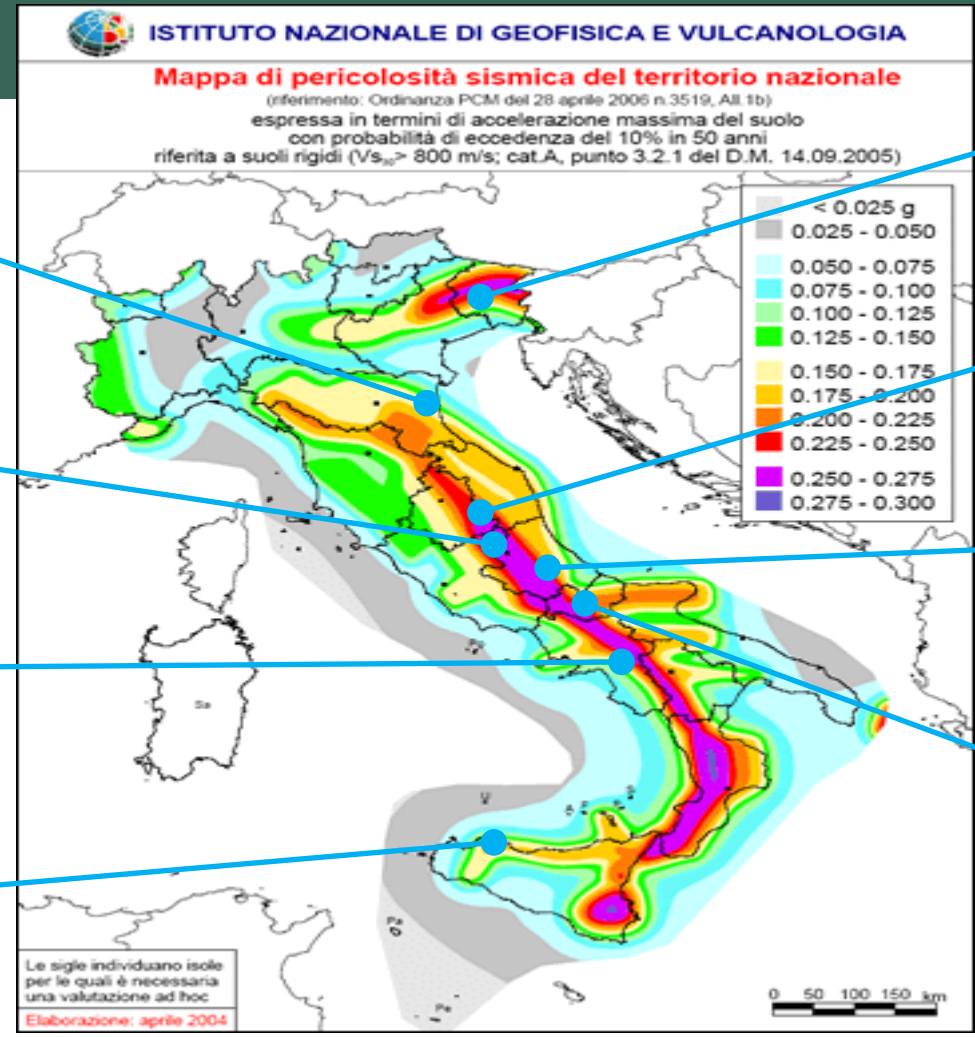 ISTITUTO NAZIONALE DI GEOFISICA E VULCANOLOGIA
Mappa di pericolosità sismica del territorio nazionale
(riferimento: Ordinanza PCM del 28 aprile 2006 n.3519, All.1b)
espressa in termini di accelerazione massima del suolo
con probabilità di eccedenza del 10% in 50 anni
riferita a suoli rigidi (Vs₃₀> 800 m/s; cat.A, punto 3.2.1 del D.M. 14.09.2005)
< 0.025 g
0.025 - 0.050
0.050 - 0.075
0.075 - 0.100
0.100 - 0.125
0.125 - 0.150
0.150 - 0.175
0.175 - 0.200
0.200 - 0.225
0.225 - 0.250
0.250 - 0.275
0.275 - 0.300
Sa
U
Pa
Pe
Le sigle individuano isole
per le quali è necessaria
una valutazione ad hoc
Elaborazione: aprile 2004
0 50 100 150 km